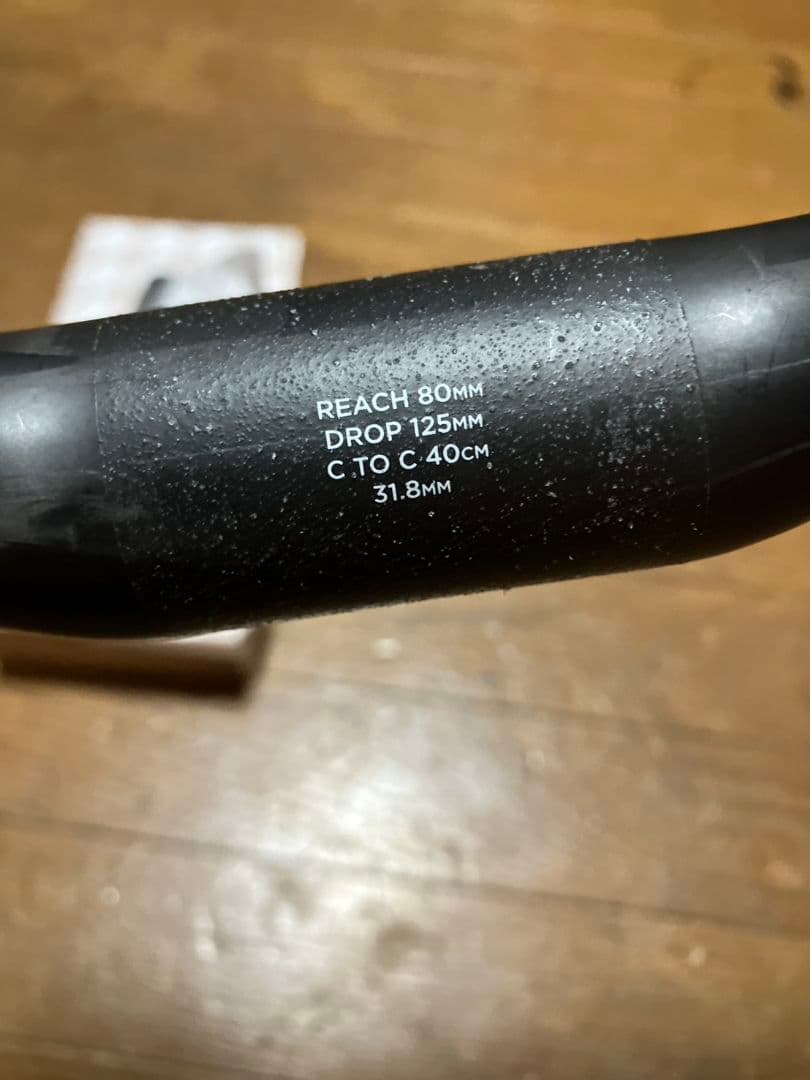 REACH 80MM
DROP 125MM
C TO C 40CM
31.8MM